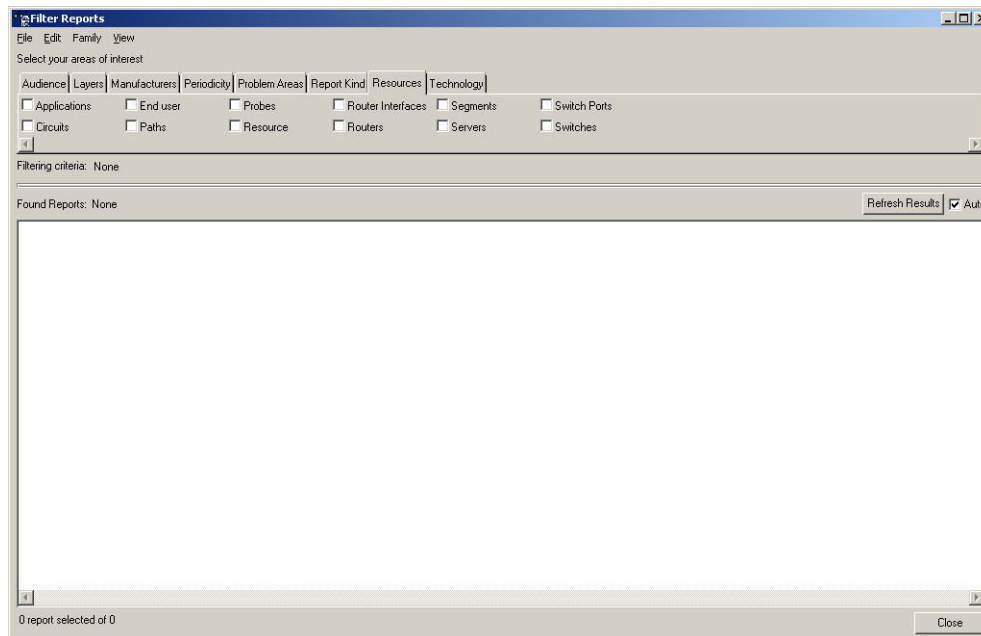 Filter Reports
File Edit Family View
Select your areas of interest
Audience Layers Manufacturers Periodicity Problem Areas Report Kind Resources Technology
Applications End user Probes Router Interfaces Segments Switch Ports
Circuits Paths Resource Routers Servers Switches
Filtering criteria: None
Found Reports: None Refresh Results Aut
0 report selected of 0 Close